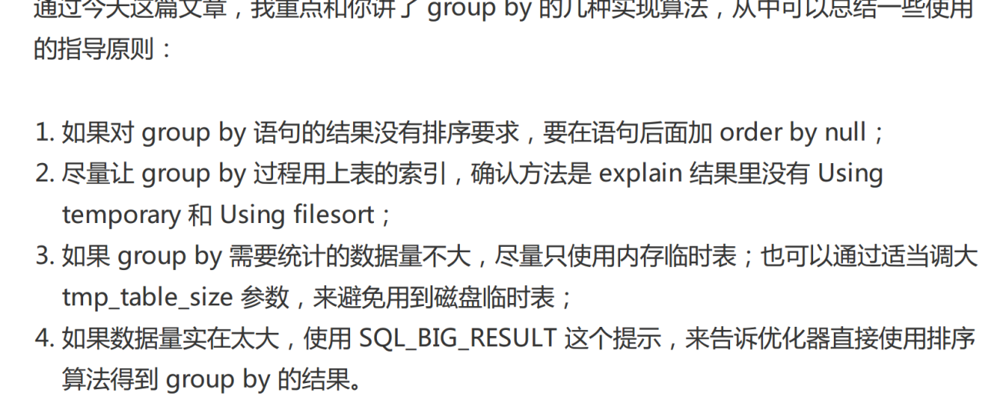 通过今天这篇文章，我重点和你讲了 group by 的几种实现算法，从中可以总结一些使用
的指导原则：
1. 如果对 group by 语句的结果没有排序要求，要在语句后面加 order by null；
2. 尽量让 group by 过程用上表的索引，确认方法是 explain 结果里没有 Using
temporary 和 Using filesort；
3. 如果 group by 需要统计的数据量不大，尽量只使用内存临时表；也可以通过适当调大
tmp_table_size 参数，来避免用到磁盘临时表；
4. 如果数据量实在太大，使用 SQL_BIG_RESULT 这个提示，来告诉优化器直接使用排序
算法得到 group by 的结果。